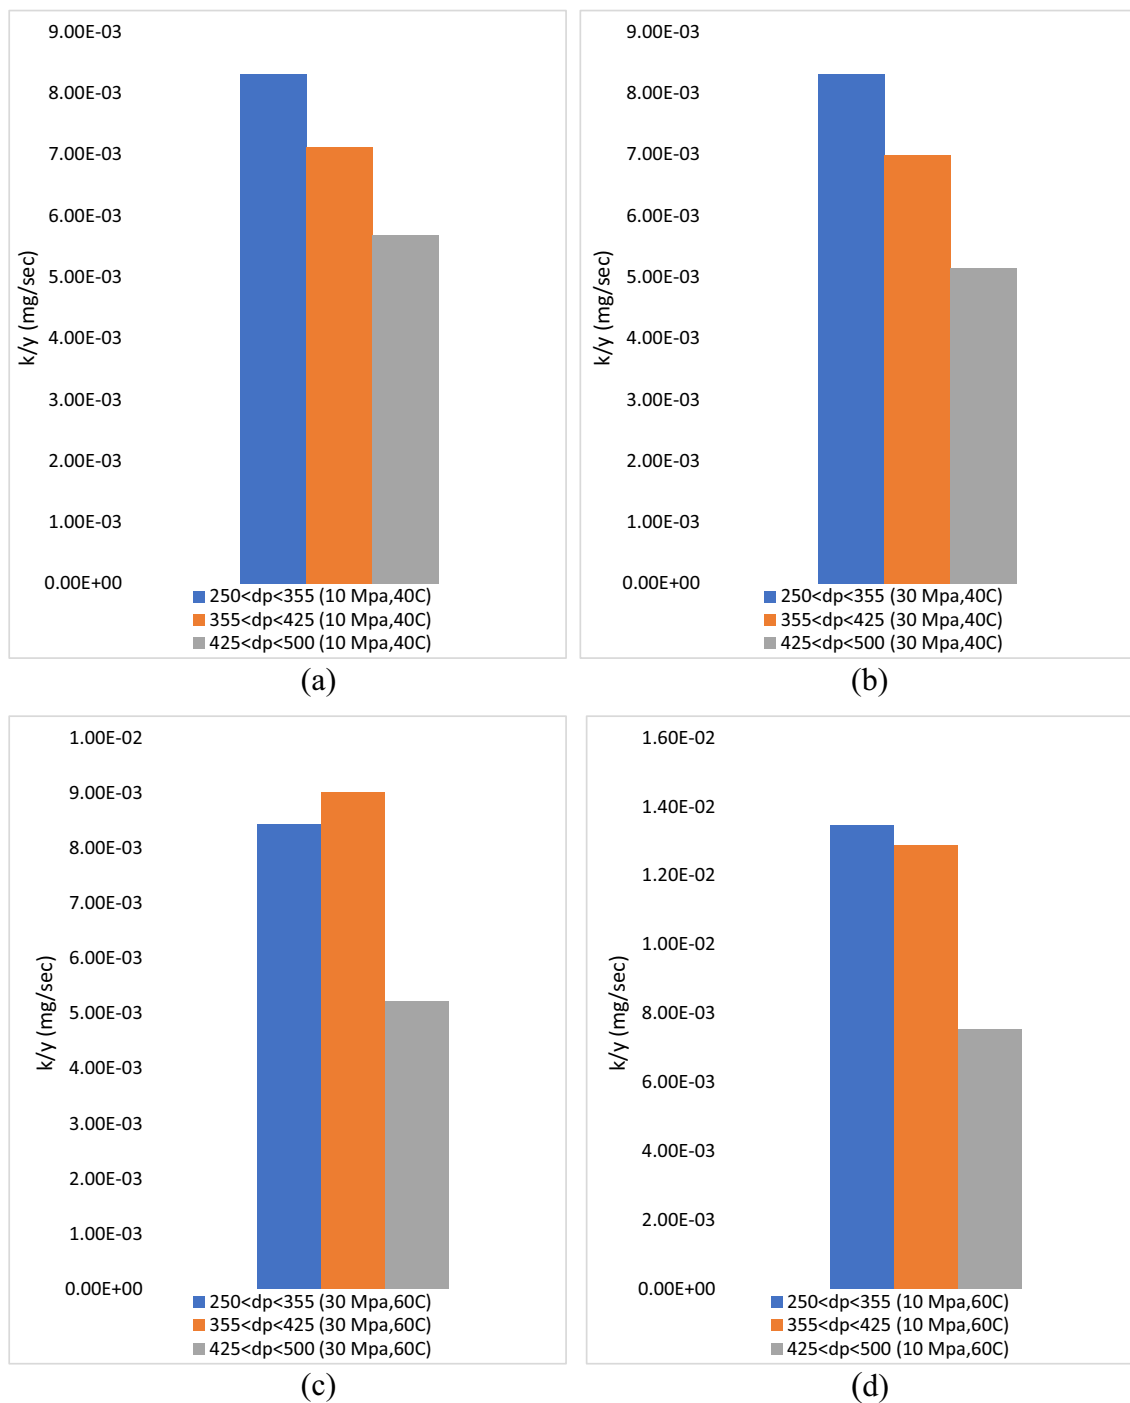 9.00E-03
8.00E-03
7.00E-03
6.00E-03
5.00E-03
4.00E-03
3.00E-03
2.00E-03
1.00E-03
0.00E+00
k/y (mg/sec)
250<dp<355 (10 Mpa,40C)
355<dp<425 (10 Mpa,40C)
425<dp<500 (10 Mpa,40C)
(a)
9.00E-03
8.00E-03
7.00E-03
6.00E-03
5.00E-03
4.00E-03
3.00E-03
2.00E-03
1.00E-03
0.00E+00
k/y (mg/sec)
250<dp<355 (30 Mpa,40C)
355<dp<425 (30 Mpa,40C)
425<dp<500 (30 Mpa,40C)
(b)
1.00E-02
9.00E-03
8.00E-03
7.00E-03
6.00E-03
5.00E-03
4.00E-03
3.00E-03
2.00E-03
1.00E-03
0.00E+00
k/y (mg/sec)
250<dp<355 (30 Mpa,60C)
355<dp<425 (30 Mpa,60C)
425<dp<500 (30 Mpa,60C)
(c)
1.60E-02
1.40E-02
1.20E-02
1.00E-02
8.00E-03
6.00E-03
4.00E-03
2.00E-03
0.00E+00
k/y (mg/sec)
250<dp<355 (10 Mpa,60C)
355<dp<425 (10 Mpa,60C)
425<dp<500 (10 Mpa,60C)
(d)